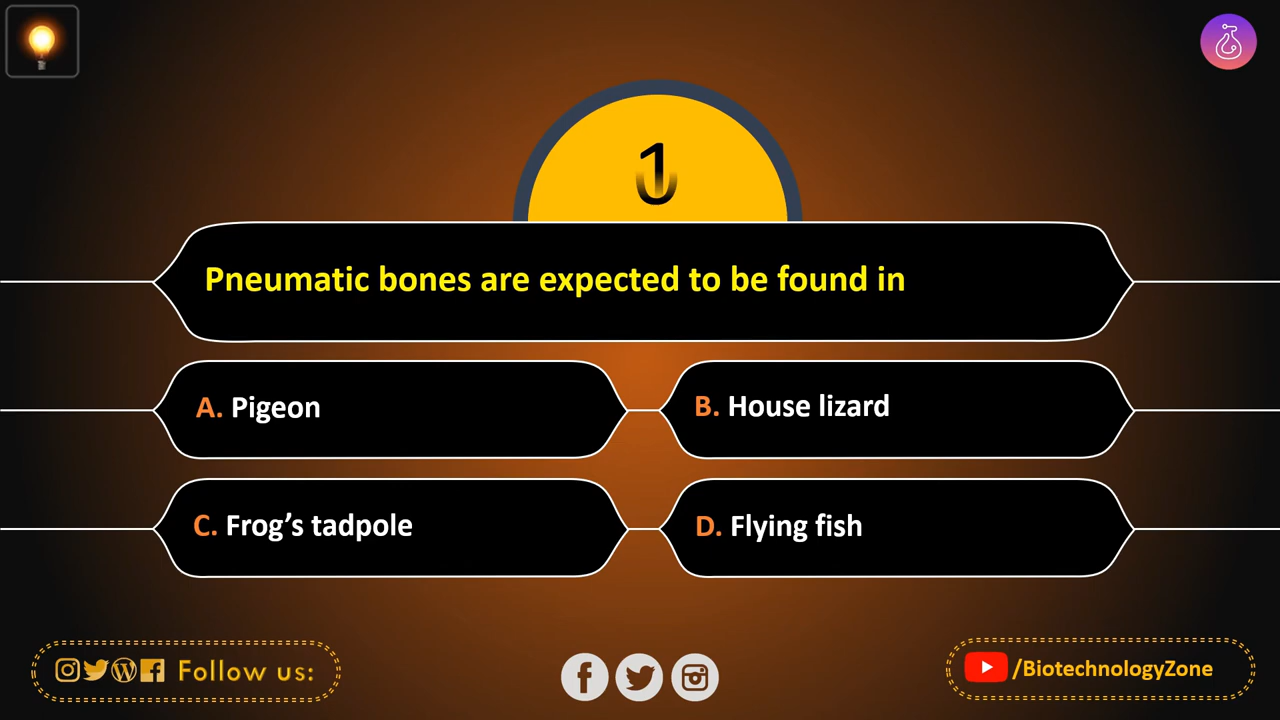 1
Pneumatic bones are expected to be found in
A. Pigeon
B. House lizard
C. Frog's tadpole
D. Flying fish
Follow us:
/BiotechnologyZone